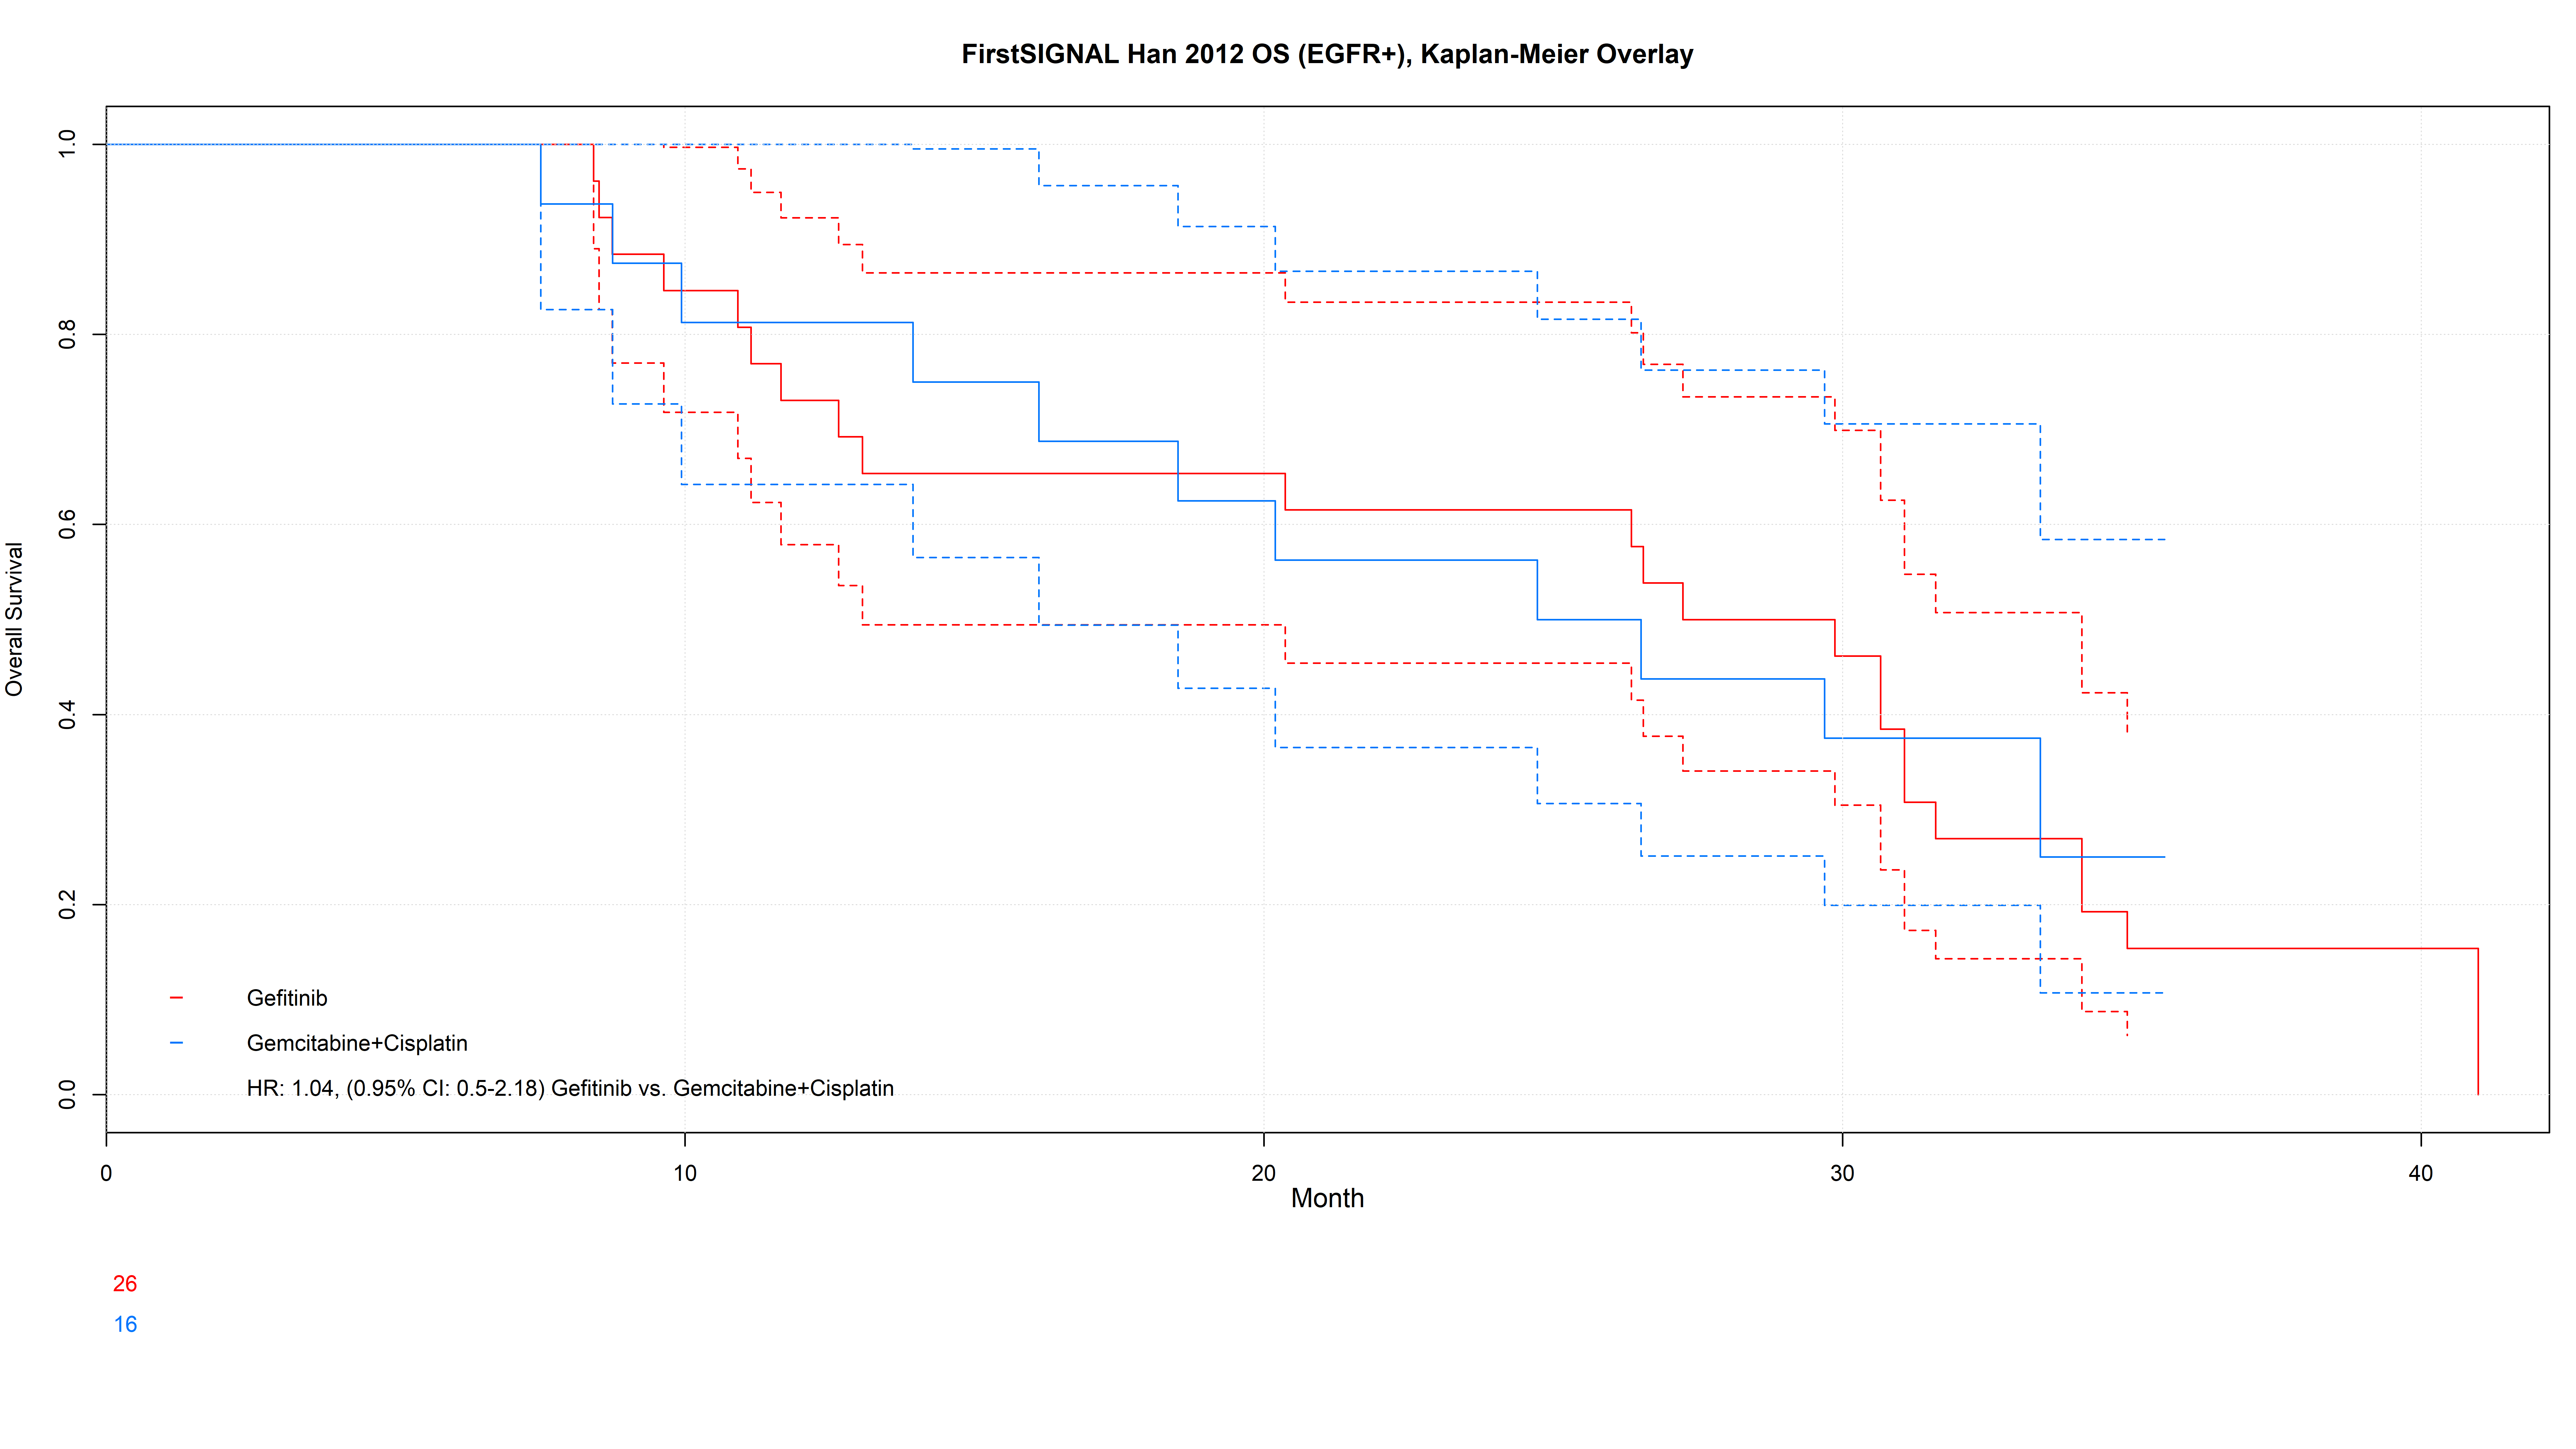 FirstSIGNAL Han 2012 OS (EGFR+), Kaplan-Meier Overlay
Overall Survival
1.0
0.8
0.6
0.4
0.2
0.0
Gefitinib
Gemcitabine+Cisplatin
HR: 1.04, (0.95% CI: 0.5-2.18) Gefitinib vs. Gemcitabine+Cisplatin
0 10 20 30 40
Month
26
16